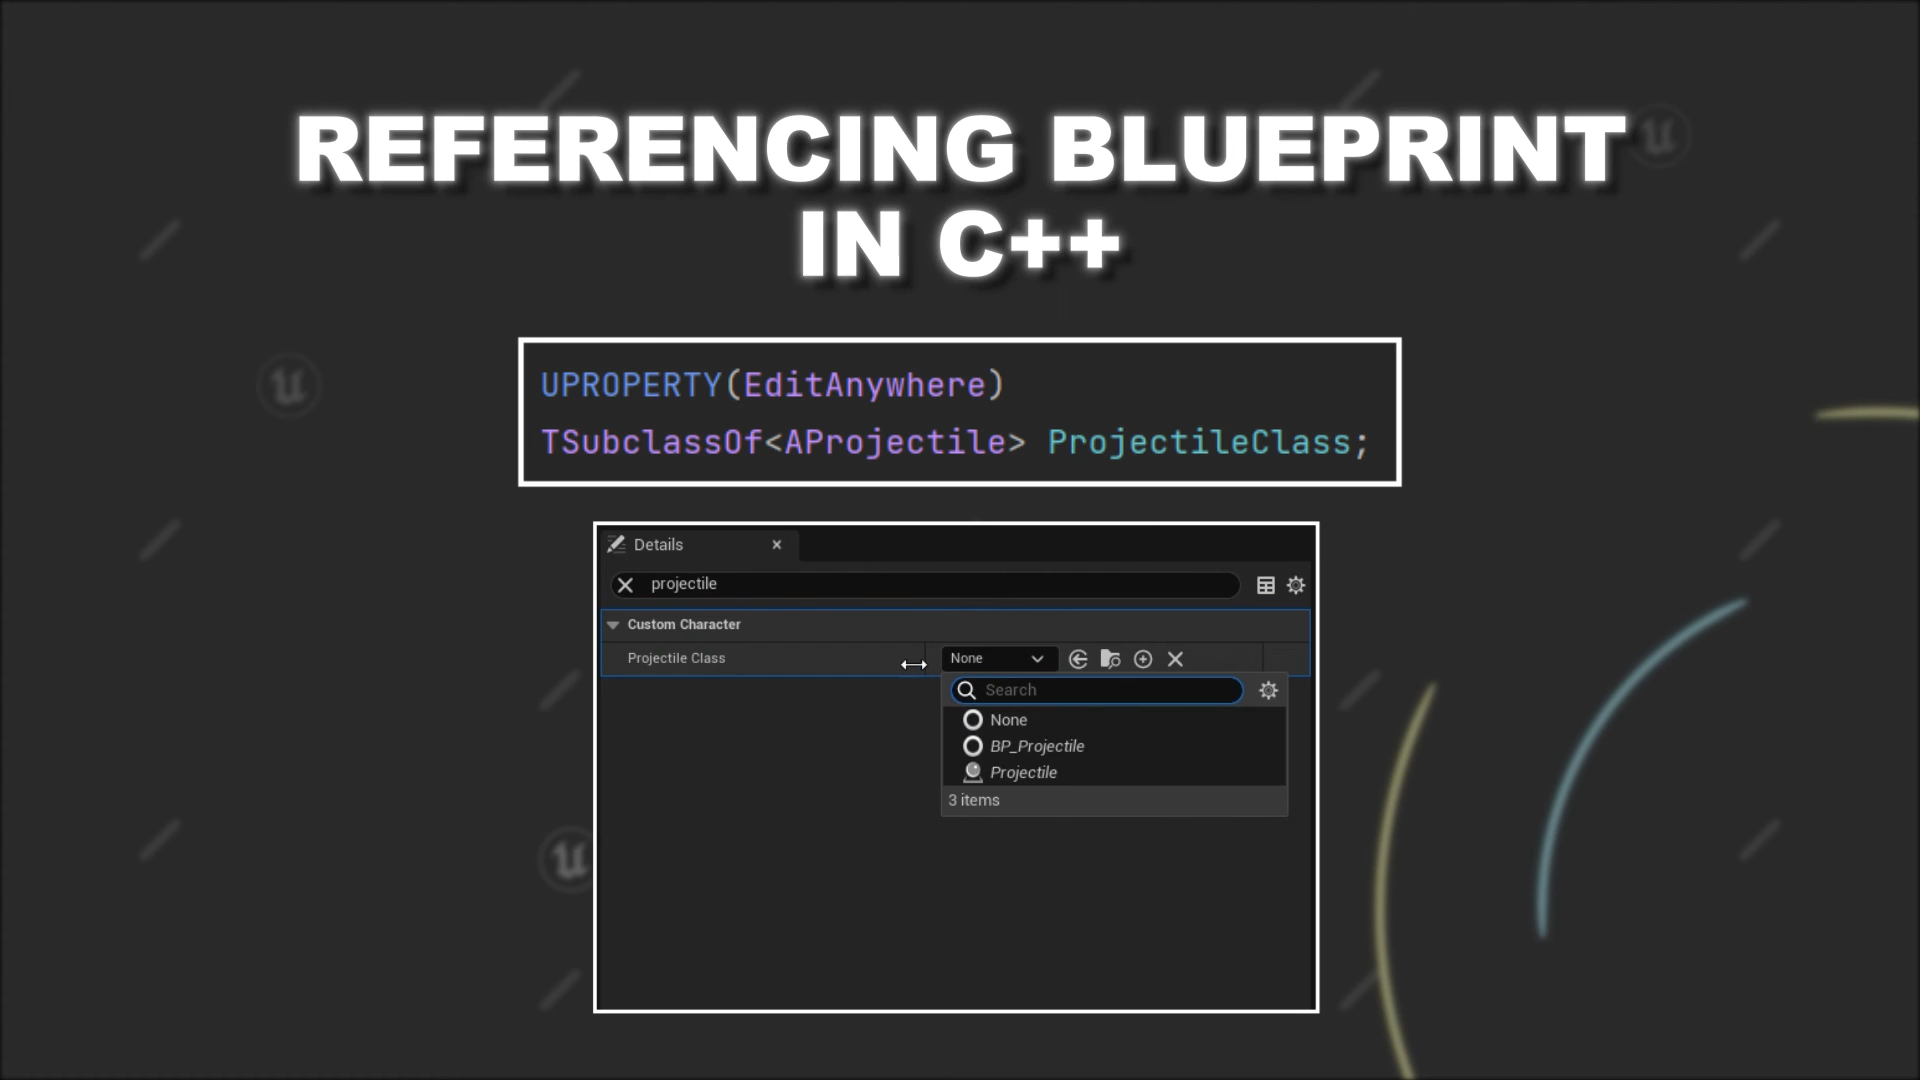 REFERENCING BLUEPRINT
IN C++
UPROPERTY(EditAnywhere)
TSubclassOf<AProjectile> ProjectileClass;
Details
projectile
Custom Character
Projectile Class
None
Search
None
BP_Projectile
Projectile
3 items